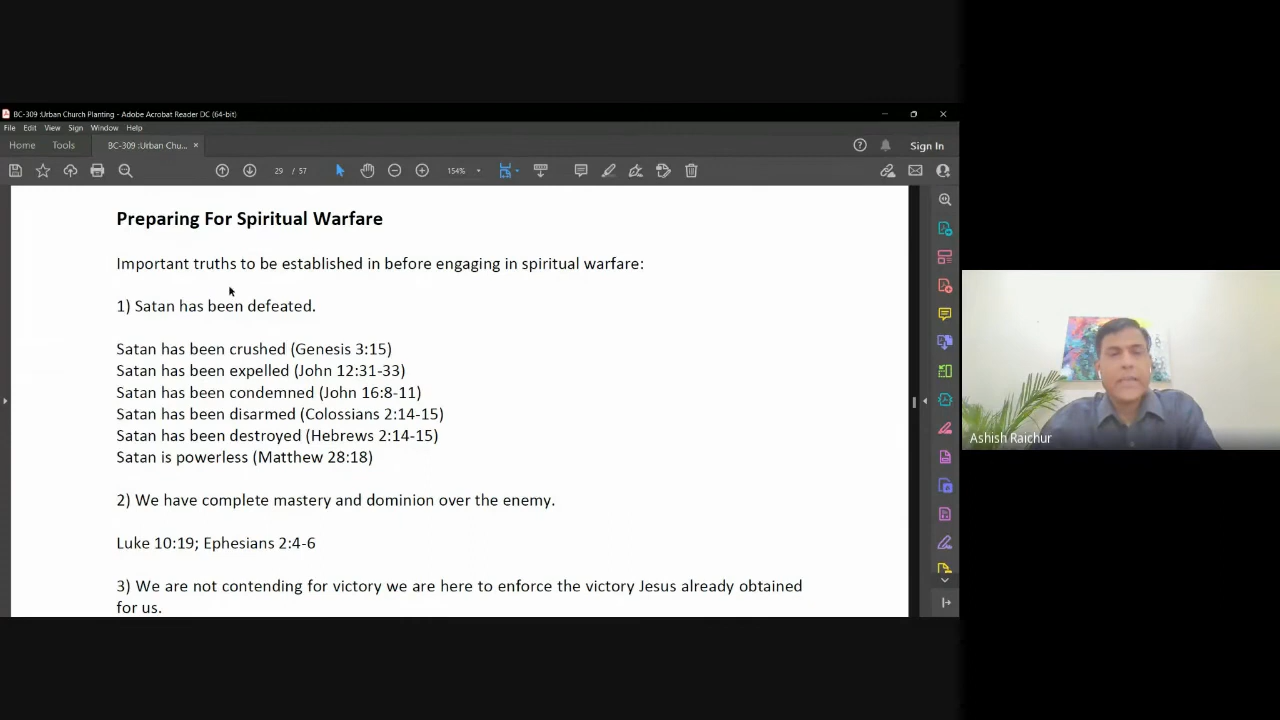 BC-309 :Urban Church Planting - Adobe Acrobat Reader DC (64-bit)
File Edit View Sign Window Help
Home Tools BC-309 :Urban Chu... × Sign In
29 / 57 154%
Preparing For Spiritual Warfare
Important truths to be established in before engaging in spiritual warfare:
1) Satan has been defeated.
Satan has been crushed (Genesis 3:15)
Satan has been expelled (John 12:31-33)
Satan has been condemned (John 16:8-11)
Satan has been disarmed (Colossians 2:14-15)
Satan has been destroyed (Hebrews 2:14-15)
Satan is powerless (Matthew 28:18)
2) We have complete mastery and dominion over the enemy.
Luke 10:19; Ephesians 2:4-6
3) We are not contending for victory we are here to enforce the victory Jesus already obtained
for us.
Ashish Raichur